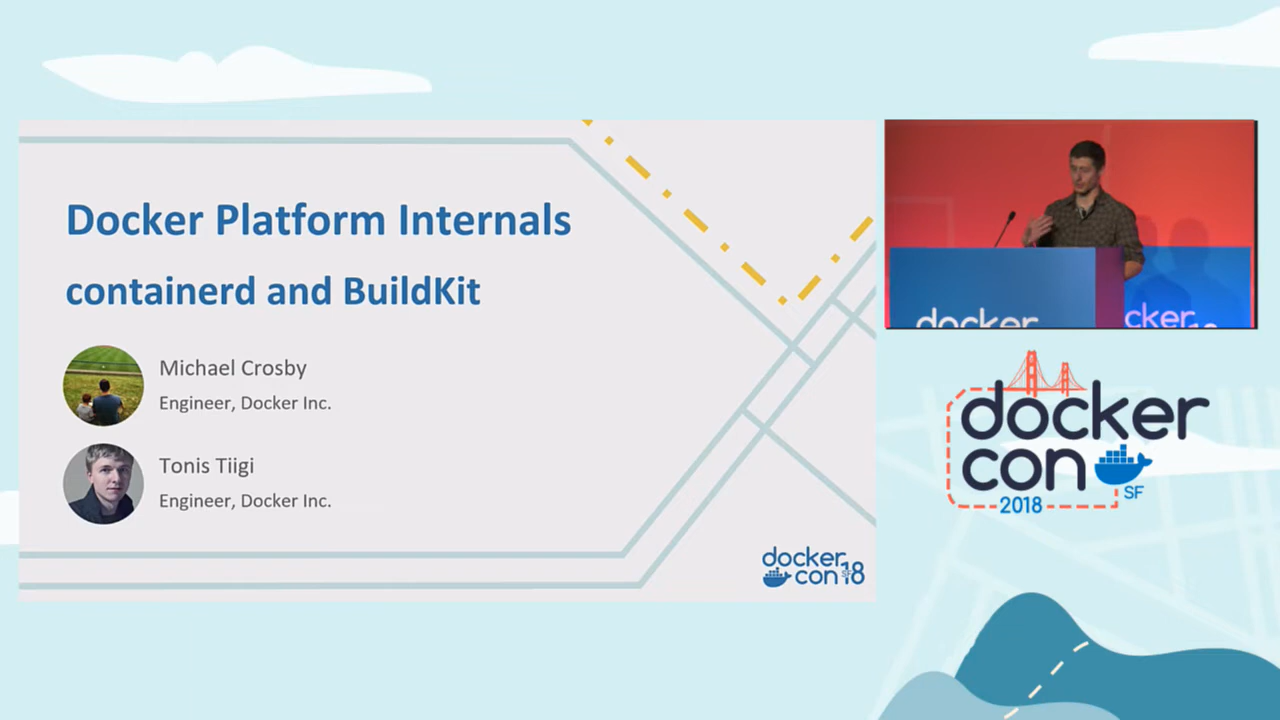 Docker Platform Internals
containerd and BuildKit
Michael Crosby
Engineer, Docker Inc.
Tonis Tiigi
Engineer, Docker Inc.
docker
con SF 18
docker
cker
docker
con
SF
2018